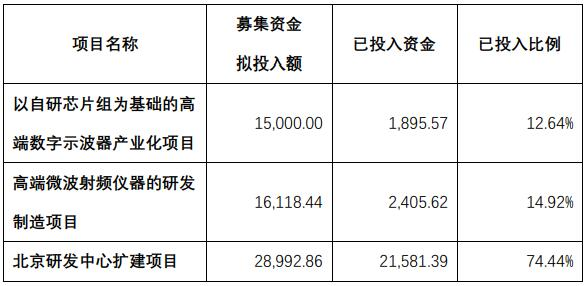 项目名称
募集资金
拟投入额
已投入资金
已投入比例
以自研芯片组为基础的高
端数字示波器产业化项目
15,000.00
1,895.57
12.64%
高端微波射频仪器的研发
制造项目
16,118.44
2,405.62
14.92%
北京研发中心扩建项目
28,992.86
21,581.39
74.44%